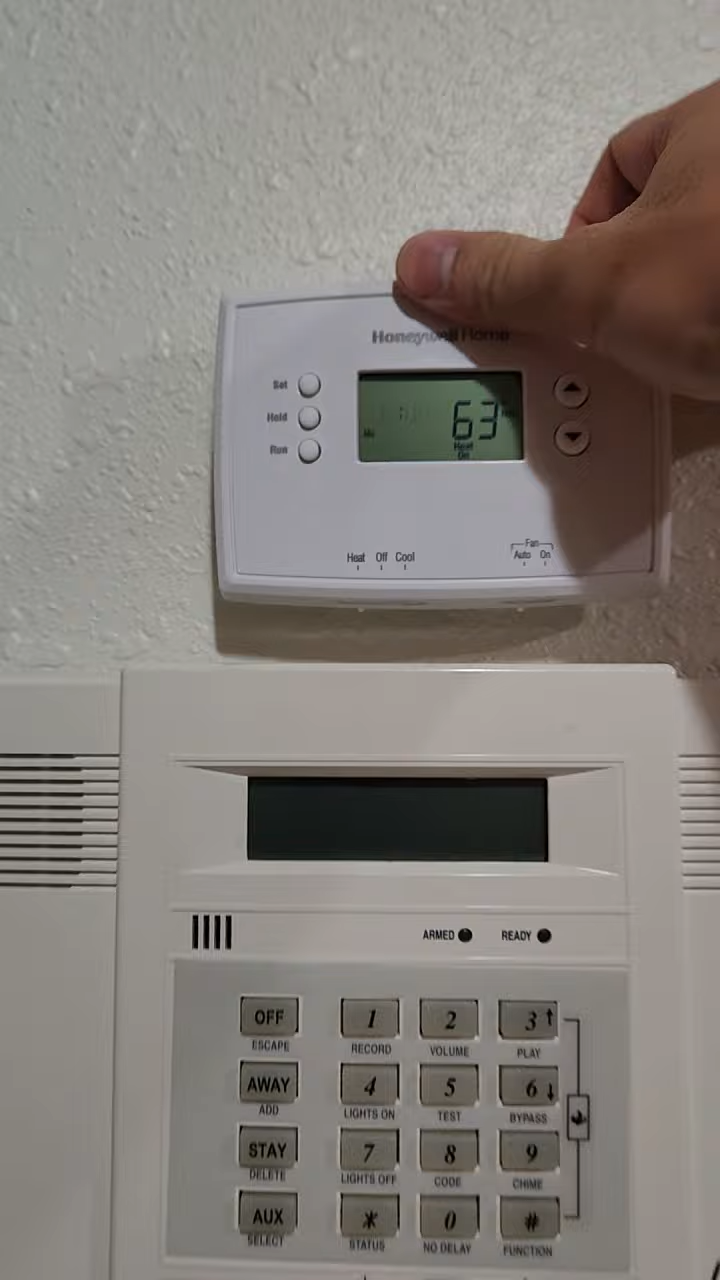 Honeywell Home
Set
Hold
Run
63
Heat
On
Heat Off Cool
Fan
Auto On
ARMED READY
OFF 1 2 3↑
ESCAPE RECORD VOLUME PLAY
AWAY 4 5 6↓
ADD LIGHTS ON TEST BYPASS
STAY 7 8 9
DELETE LIGHTS OFF CODE CHIME
AUX * 0 #
SELECT STATUS NO DELAY FUNCTION